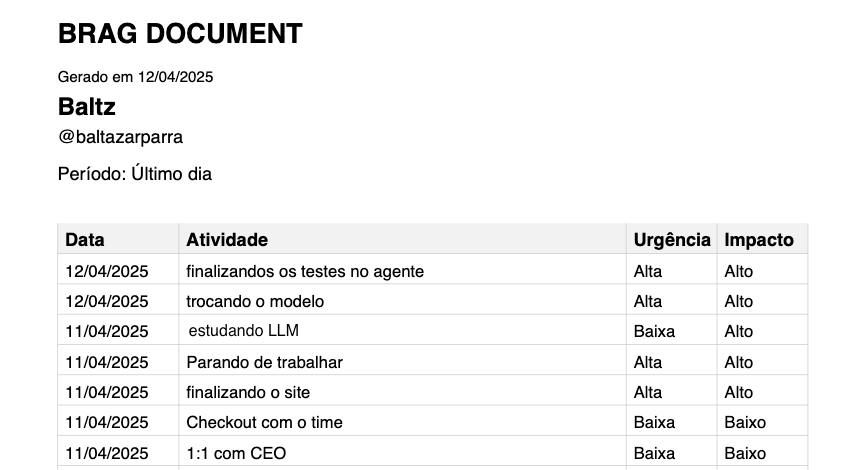 BRAG DOCUMENT
Gerado em 12/04/2025
Baltz
@baltazarparra
Período: Último dia
Data Atividade Urgência Impacto
12/04/2025 finalizandos os testes no agente Alta Alto
12/04/2025 trocando o modelo Alta Alto
11/04/2025 estudando LLM Baixa Alto
11/04/2025 Parando de trabalhar Alta Alto
11/04/2025 finalizando o site Alta Alto
11/04/2025 Checkout com o time Baixa Baixo
11/04/2025 1:1 com CEO Baixa Baixo